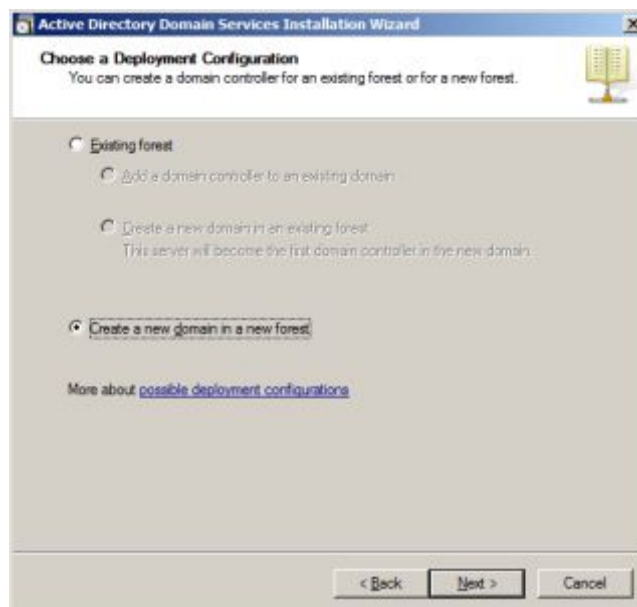 Active Directory Domain Services Installation Wizard
Choose a Deployment Configuration
You can create a domain controller for an existing forest or for a new forest.
Existing forest
Add a domain controller to an existing domain
Create a new domain in an existing forest
This server will become the first domain controller in the new domain.
Create a new domain in a new forest
More about possible deployment configurations
< Back Next > Cancel